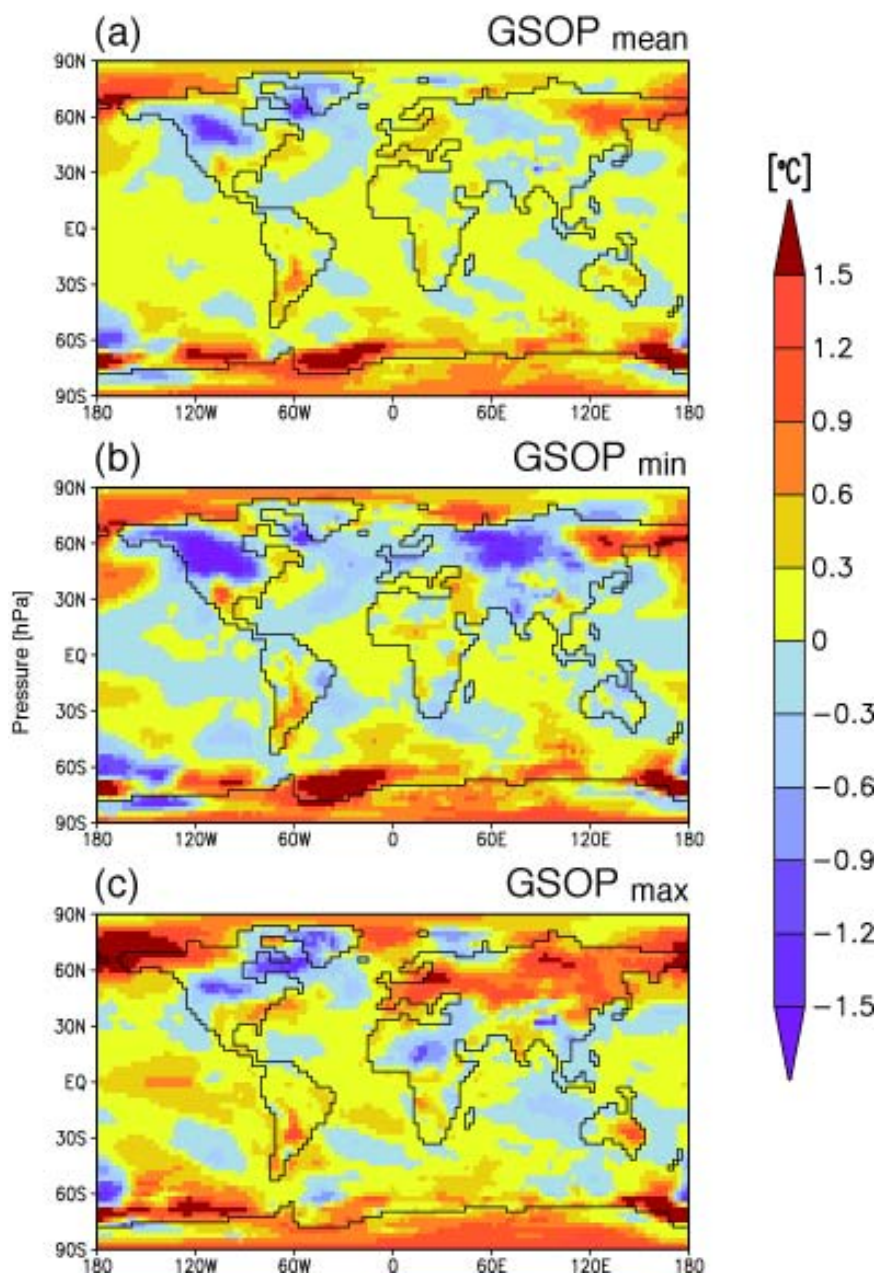 (a) GSOP mean
90N
60N
30N
EQ
30S
60S
90S
180 120W 60W 0 60E 120E 180
(b) GSOP min
90N
60N
30N
EQ
30S
60S
90S
Pressure [hPa]
180 120W 60W 0 60E 120E 180
(c) GSOP max
90N
60N
30N
EQ
30S
60S
90S
180 120W 60W 0 60E 120E 180
[°C]
1.5
1.2
0.9
0.6
0.3
0
−0.3
−0.6
−0.9
−1.2
−1.5